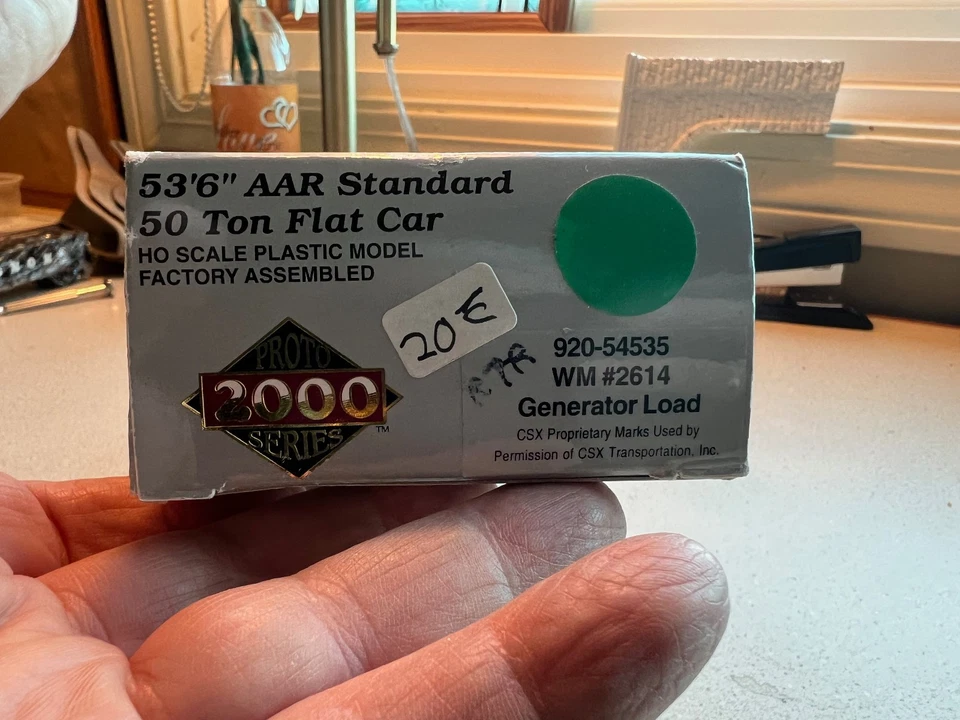 53'6" AAR Standard
50 Ton Flat Car
HO SCALE PLASTIC MODEL
FACTORY ASSEMBLED
20€
PROTO
2000
SERIES
TM
920-54535
WM #2614
Generator Load
CSX Proprietary Marks Used by
Permission of CSX Transportation, Inc.